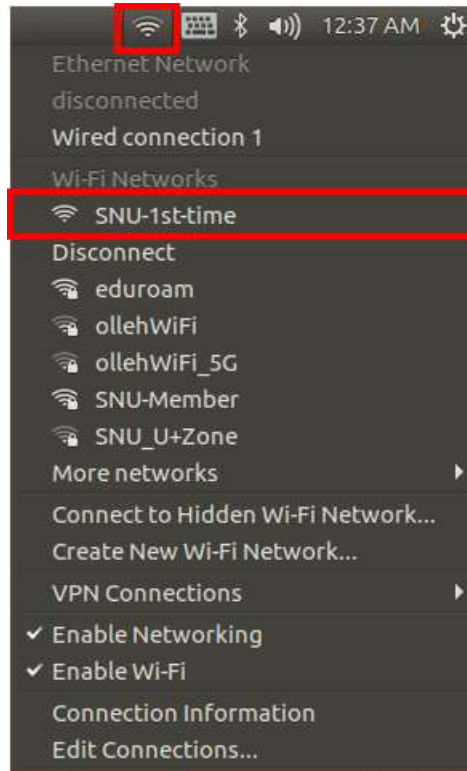 12:37 AM
Ethernet Network
disconnected
Wired connection 1
Wi-Fi Networks
SNU-1st-time
Disconnect
eduroam
ollehWiFi
ollehWiFi_5G
SNU-Member
SNU_U+Zone
More networks
Connect to Hidden Wi-Fi Network...
Create New Wi-Fi Network...
VPN Connections
Enable Networking
Enable Wi-Fi
Connection Information
Edit Connections...